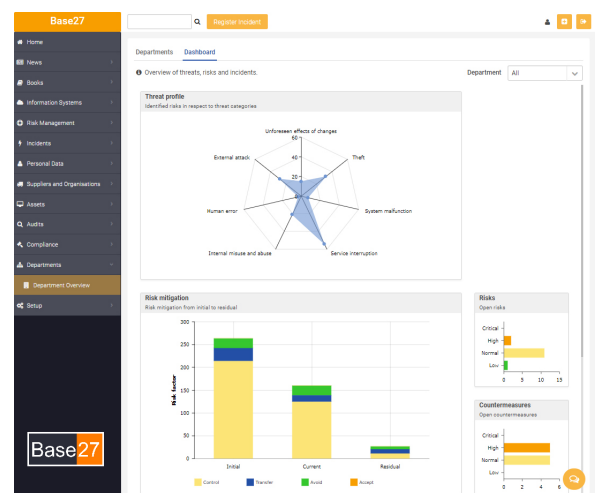 Base27
Register Incident
Home
News
Books
Information Systems
Risk Management
Incidents
Personal Data
Suppliers and Organisations
Assets
Audits
Compliance
Departments
Department Overview
Setup
Base27
Departments Dashboard
Overview of threats, risks and incidents.
Department All
Threat profile
Identified risks in respect to threat categories
Unforeseen effects of changes
60
External attack 40 Theft
20
Human error System malfunction
Internal misuse and abuse Service interruption
Risk mitigation
Risk mitigation from initial to residual
300
250
200
150
100
50
0
Risk factor
Initial Current Residual
Control Transfer Avoid Accept
Risks
Open risks
Critical
High
Normal
Low
0 5 10 15
Countermeasures
Open countermeasures
Critical
High
Normal
Low
0 2 4 6